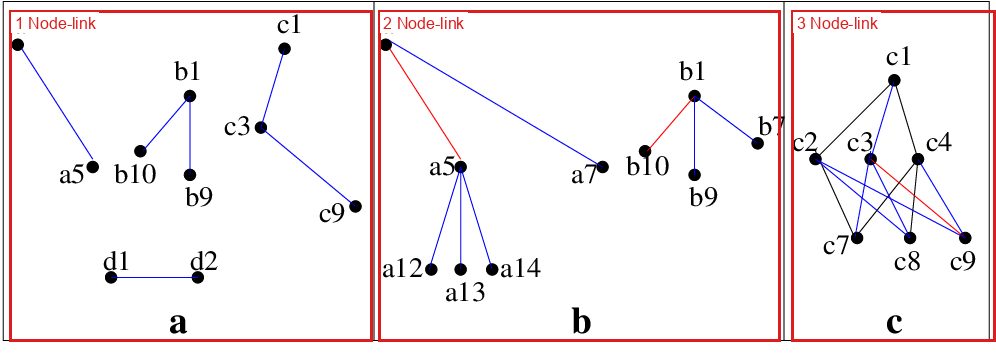 1 Node-link
c1
b1
c3
a5
b10
b9
c9
d1
d2
a
2 Node-link
b1
b7
a5
a7
b10
b9
a12
a13
a14
b
3 Node-link
c1
c2
c3
c4
c7
c8
c9
c